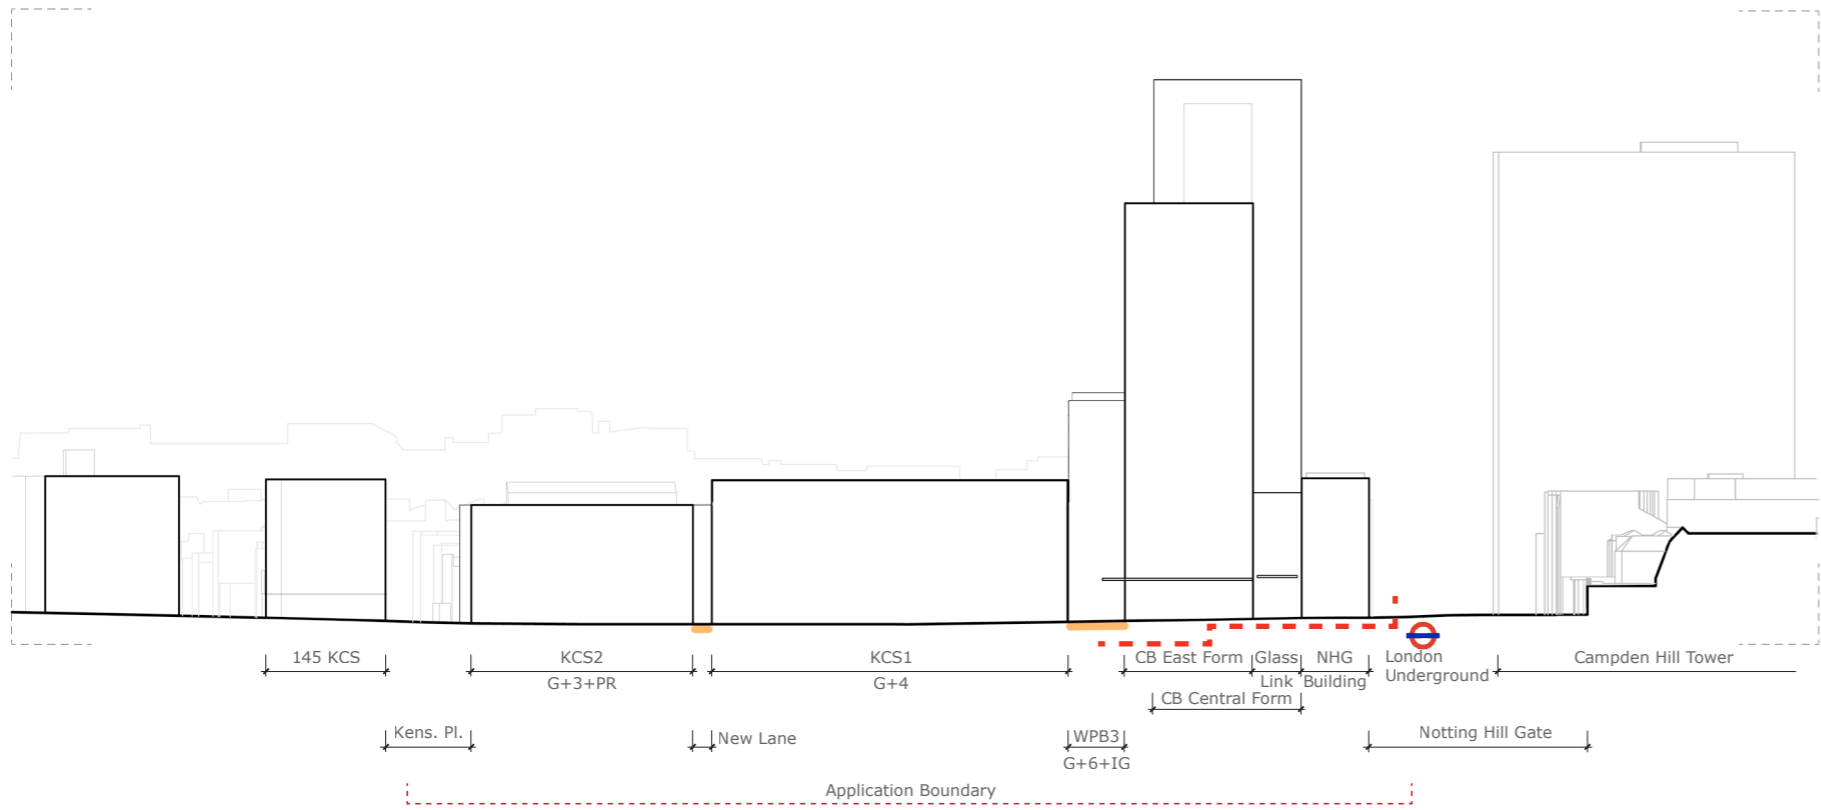 145 KCS
KCS2
KCS1
CB East Form
Glass
NHG
London
Campden Hill Tower
G+3+PR
G+4
Link
Building
Underground
CB Central Form
Kens. Pl.
New Lane
WPB3
Notting Hill Gate
G+6+IG
Application Boundary